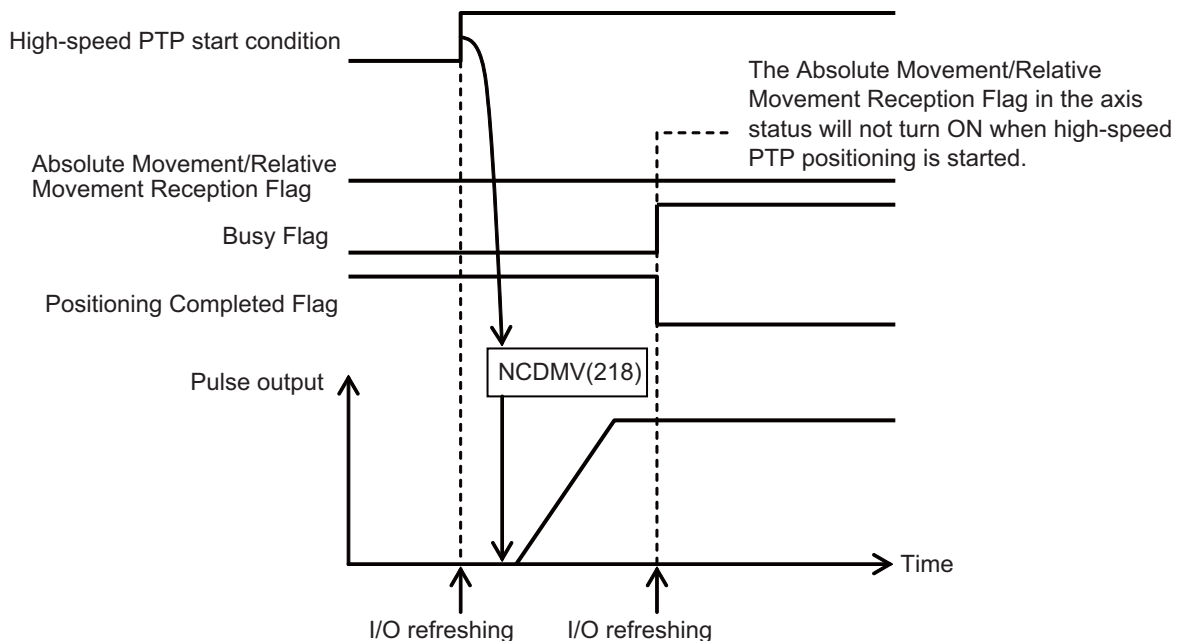 High-speed PTP start condition
The Absolute Movement/Relative
Movement Reception Flag in the axis
status will not turn ON when high-speed
PTP positioning is started.
Absolute Movement/Relative
Movement Reception Flag
Busy Flag
Positioning Completed Flag
NCDMV(218)
Pulse output
Time
I/O refreshing
I/O refreshing